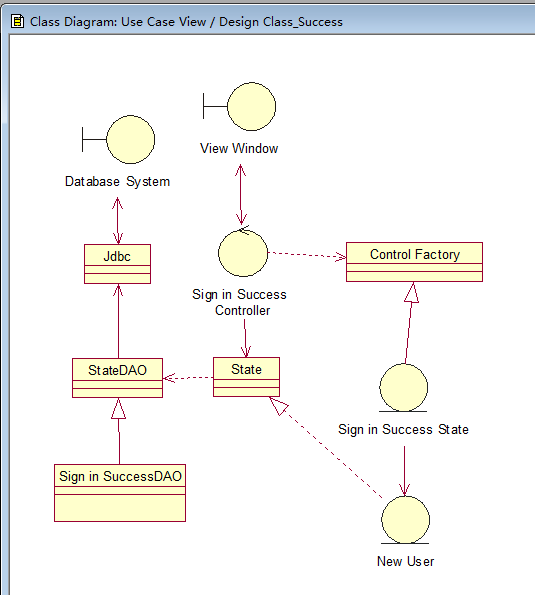 Class Diagram: Use Case View / Design Class_Success
View Window
Database System
Jdbc
Control Factory
Sign in Success
Controller
StateDAO
State
Sign in Success State
Sign in SuccessDAO
New User